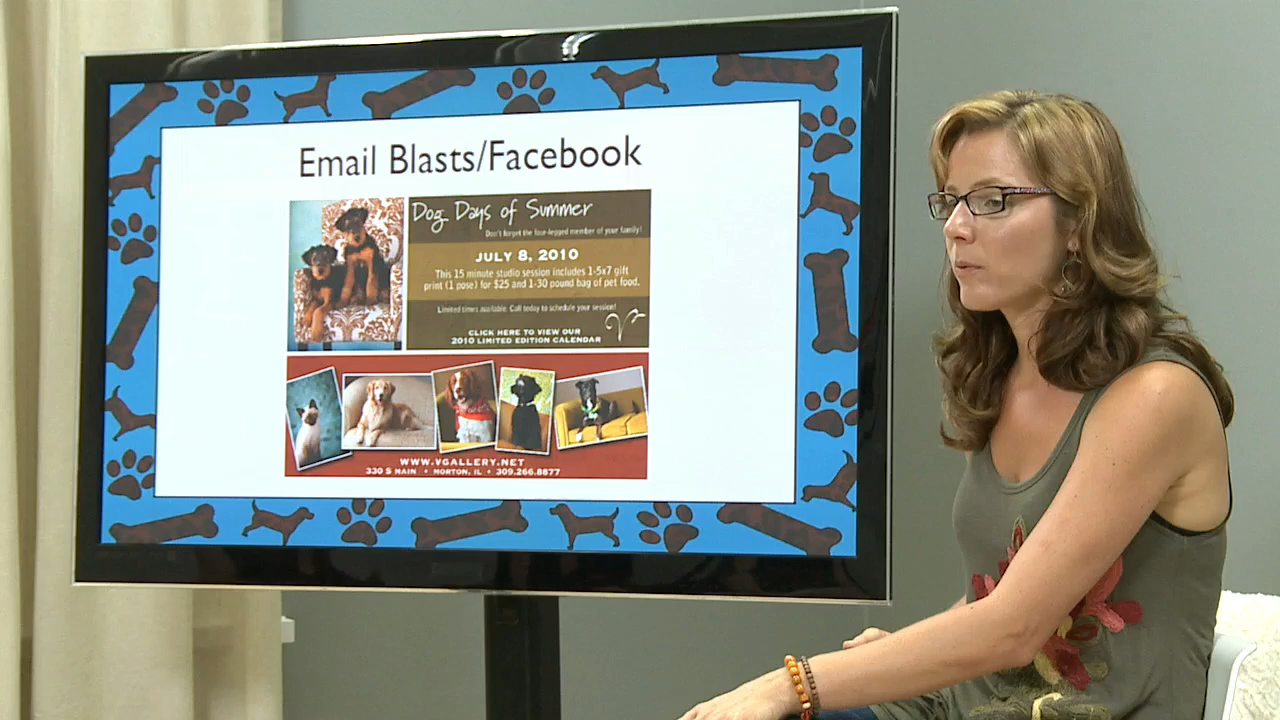 Email Blasts/Facebook
Dog Days of Summer
Don't forget the four-legged member of your family!
JULY 8, 2010
This 15 minute studio session includes 1-5x7 gift
print (1 pose) for $25 and 1-30 pound bag of pet food.
Limited times available. Call today to schedule your session!
CLICK HERE TO VIEW OUR
2010 LIMITED EDITION CALENDAR
WWW.VGALLERY.NET
330 S MAIN • MORTON, IL • 309.266.8877